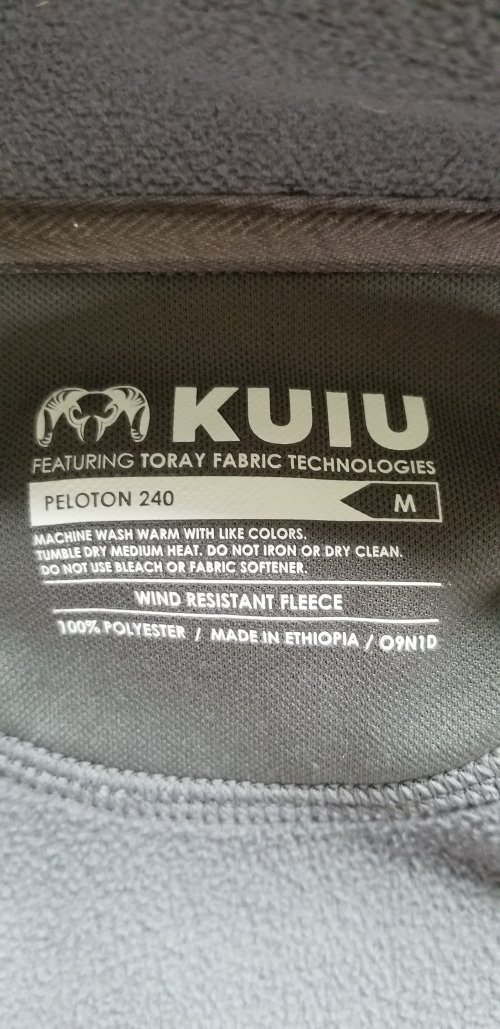 KUIU
FEATURING TORAY FABRIC TECHNOLOGIES
PELOTON 240 M
MACHINE WASH WARM WITH LIKE COLORS.
TUMBLE DRY MEDIUM HEAT. DO NOT IRON OR DRY CLEAN.
DO NOT USE BLEACH OR FABRIC SOFTENER.
WIND RESISTANT FLEECE
100% POLYESTER / MADE IN ETHIOPIA / O9N1D